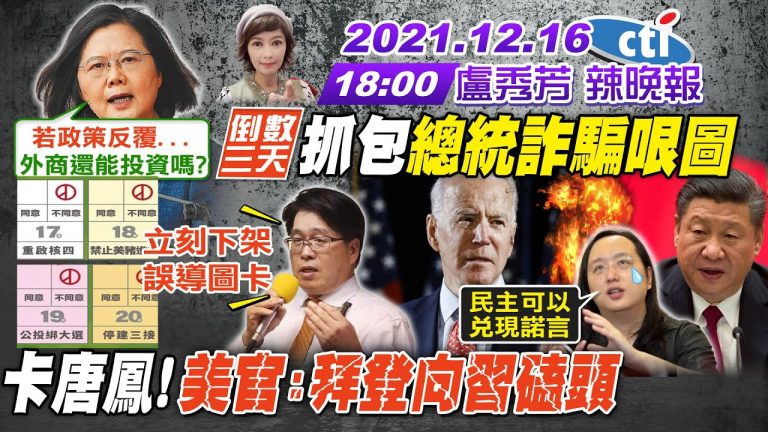 2021.12.16
cti
18:00 盧秀芳 辣晚報
若政策反覆...
外商還能投資嗎?
倒數三天 抓包總統詐騙哏圖
同意 不同意 同意 不同意
17 18
重啟核四 禁止美豬
同意 不同意 同意 不同意
19 20
公投綁大選 停建三接
立刻下架
誤導圖卡
民主可以
兌現諾言
卡唐鳳!美官:拜登向習磕頭